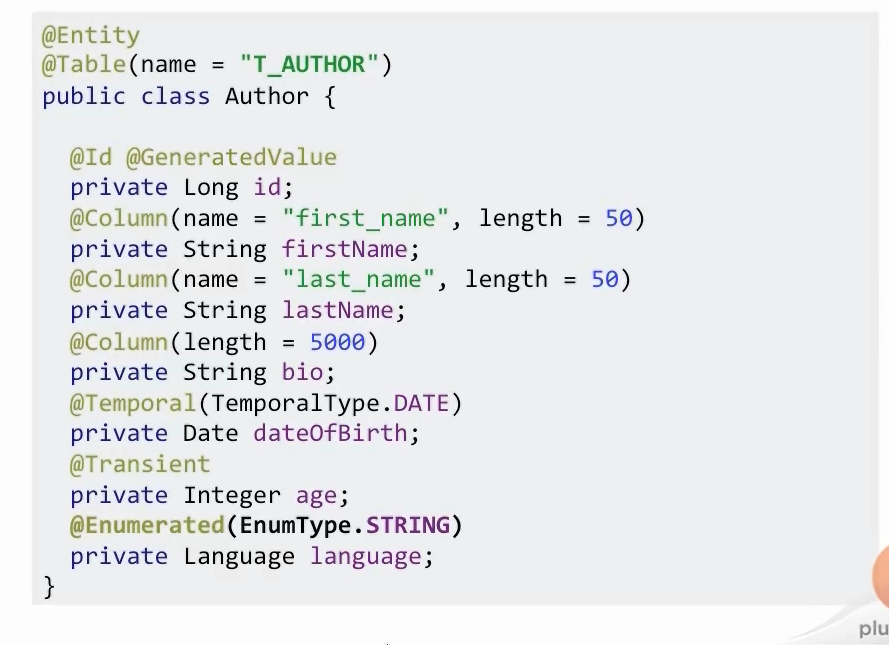 @Entity
@Table(name = "T_AUTHOR")
public class Author {
@Id @GeneratedValue
private Long id;
@Column(name = "first_name", length = 50)
private String firstName;
@Column(name = "last_name", length = 50)
private String lastName;
@Column(length = 5000)
private String bio;
@Temporal(TemporalType.DATE)
private Date dateOfBirth;
@Transient
private Integer age;
@Enumerated(EnumType.STRING)
private Language language;
}
plu